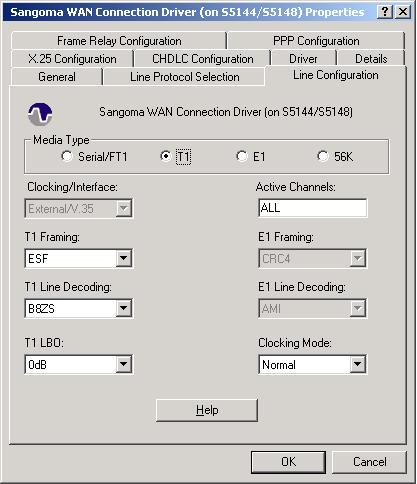 Sangoma WAN Connection Driver (on S5144/S5148) Properties
Frame Relay Configuration PPP Configuration
X.25 Configuration CHDLC Configuration Driver Details
General Line Protocol Selection Line Configuration
Sangoma WAN Connection Driver (on S5144/S5148)
Media Type
Serial/FT1 T1 E1 56K
Clocking/Interface: Active Channels:
External/V.35 ALL
T1 Framing: E1 Framing:
ESF CRC4
T1 Line Decoding: E1 Line Decoding:
B8ZS AMI
T1 LBO: Clocking Mode:
0dB Normal
Help
OK Cancel